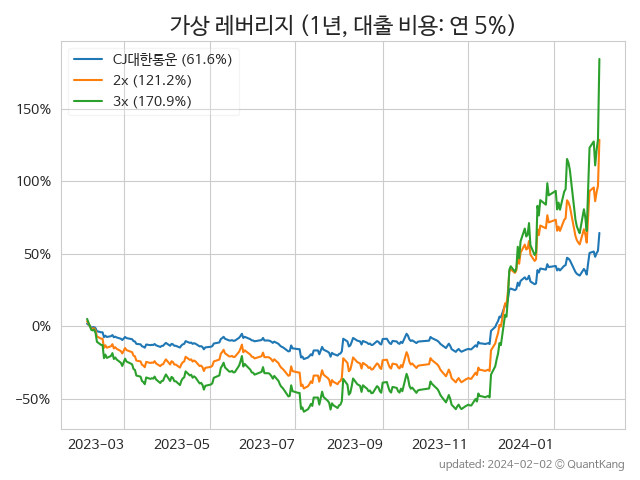 가상 레버리지 (1년, 대출 비용: 연 5%)
CJ대한통운 (61.6%)
2x (121.2%)
3x (170.9%)
150%
100%
50%
0%
−50%
2023-03 2023-05 2023-07 2023-09 2023-11 2024-01
updated: 2024-02-02 © QuantKang